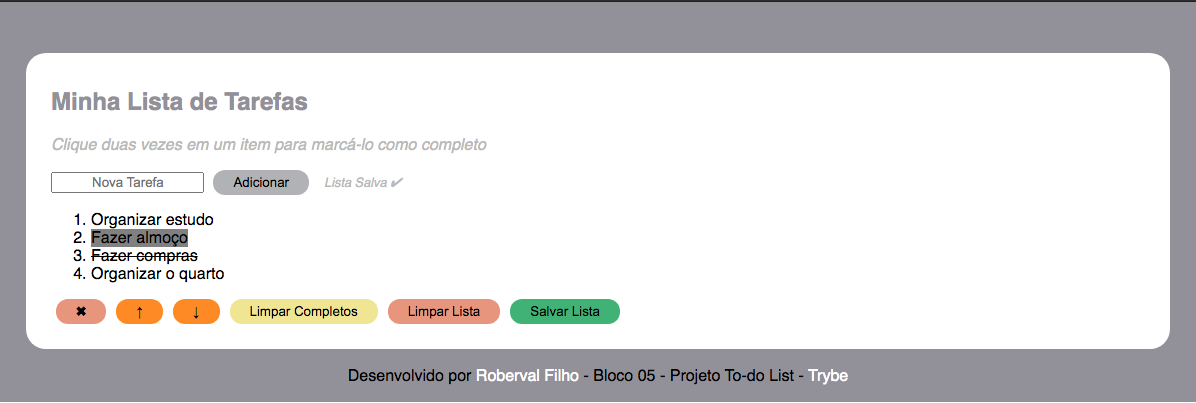 Minha Lista de Tarefas
Clique duas vezes em um item para marcá-lo como completo
Nova Tarefa Adicionar Lista Salva ✔
1. Organizar estudo
2. Fazer almoço
3. Fazer compras
4. Organizar o quarto
✖ ↑ ↓ Limpar Completos Limpar Lista Salvar Lista
Desenvolvido por Roberval Filho - Bloco 05 - Projeto To-do List - Trybe